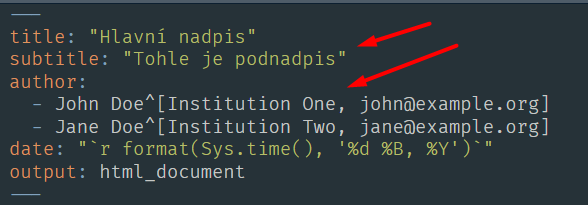 ---
title: "Hlavní nadpis"
subtitle: "Tohle je podnadpis"
author:
  - John Doe^[Institution One, john@example.org]
  - Jane Doe^[Institution Two, jane@example.org]
date: "`r format(Sys.time(), '%d %B, %Y')`"
output: html_document
---